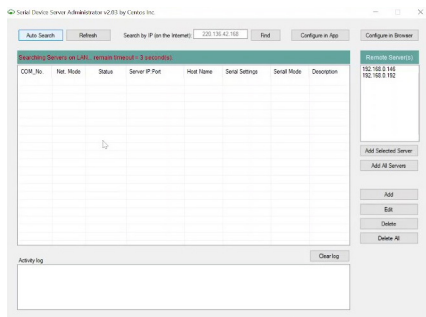 Serial Device Server Administrator v2.03 by Centos Inc.
Auto Search Refresh Search by IP (on the Internet): 220.136.42.168 Find Configure in App Configure in Browser
Searching Servers on LAN... remain timeout = 3 second(s).
Remote Server(s)
COM_No. Net. Mode Status Server IP:Port Host Name Serial Settings Serial Mode Description
192.168.0.146
192.168.0.192
Add Selected Server
Add All Servers
Add
Edit
Delete
Delete All
Activity log
Clear log